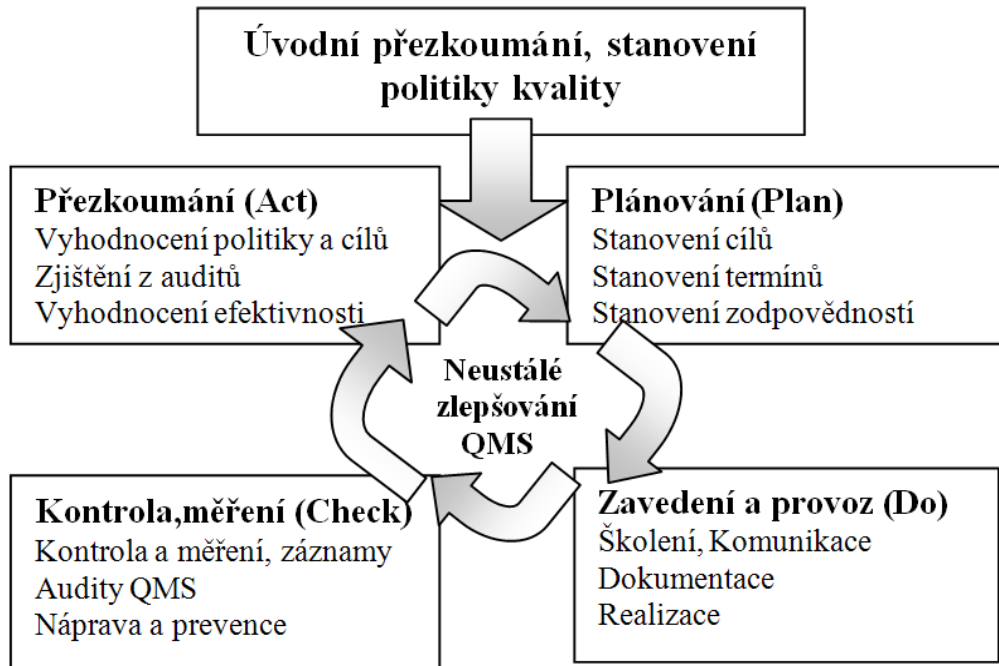 Úvodní přezkoumání, stanovení
politiky kvality
Přezkoumání (Act)
Vyhodnocení politiky a cílů
Zjištění z auditů
Vyhodnocení efektivnosti
Plánování (Plan)
Stanovení cílů
Stanovení termínů
Stanovení zodpovědností
Neustálé
zlepšování
QMS
Kontrola,měření (Check)
Kontrola a měření, záznamy
Audity QMS
Náprava a prevence
Zavedení a provoz (Do)
Školení, Komunikace
Dokumentace
Realizace